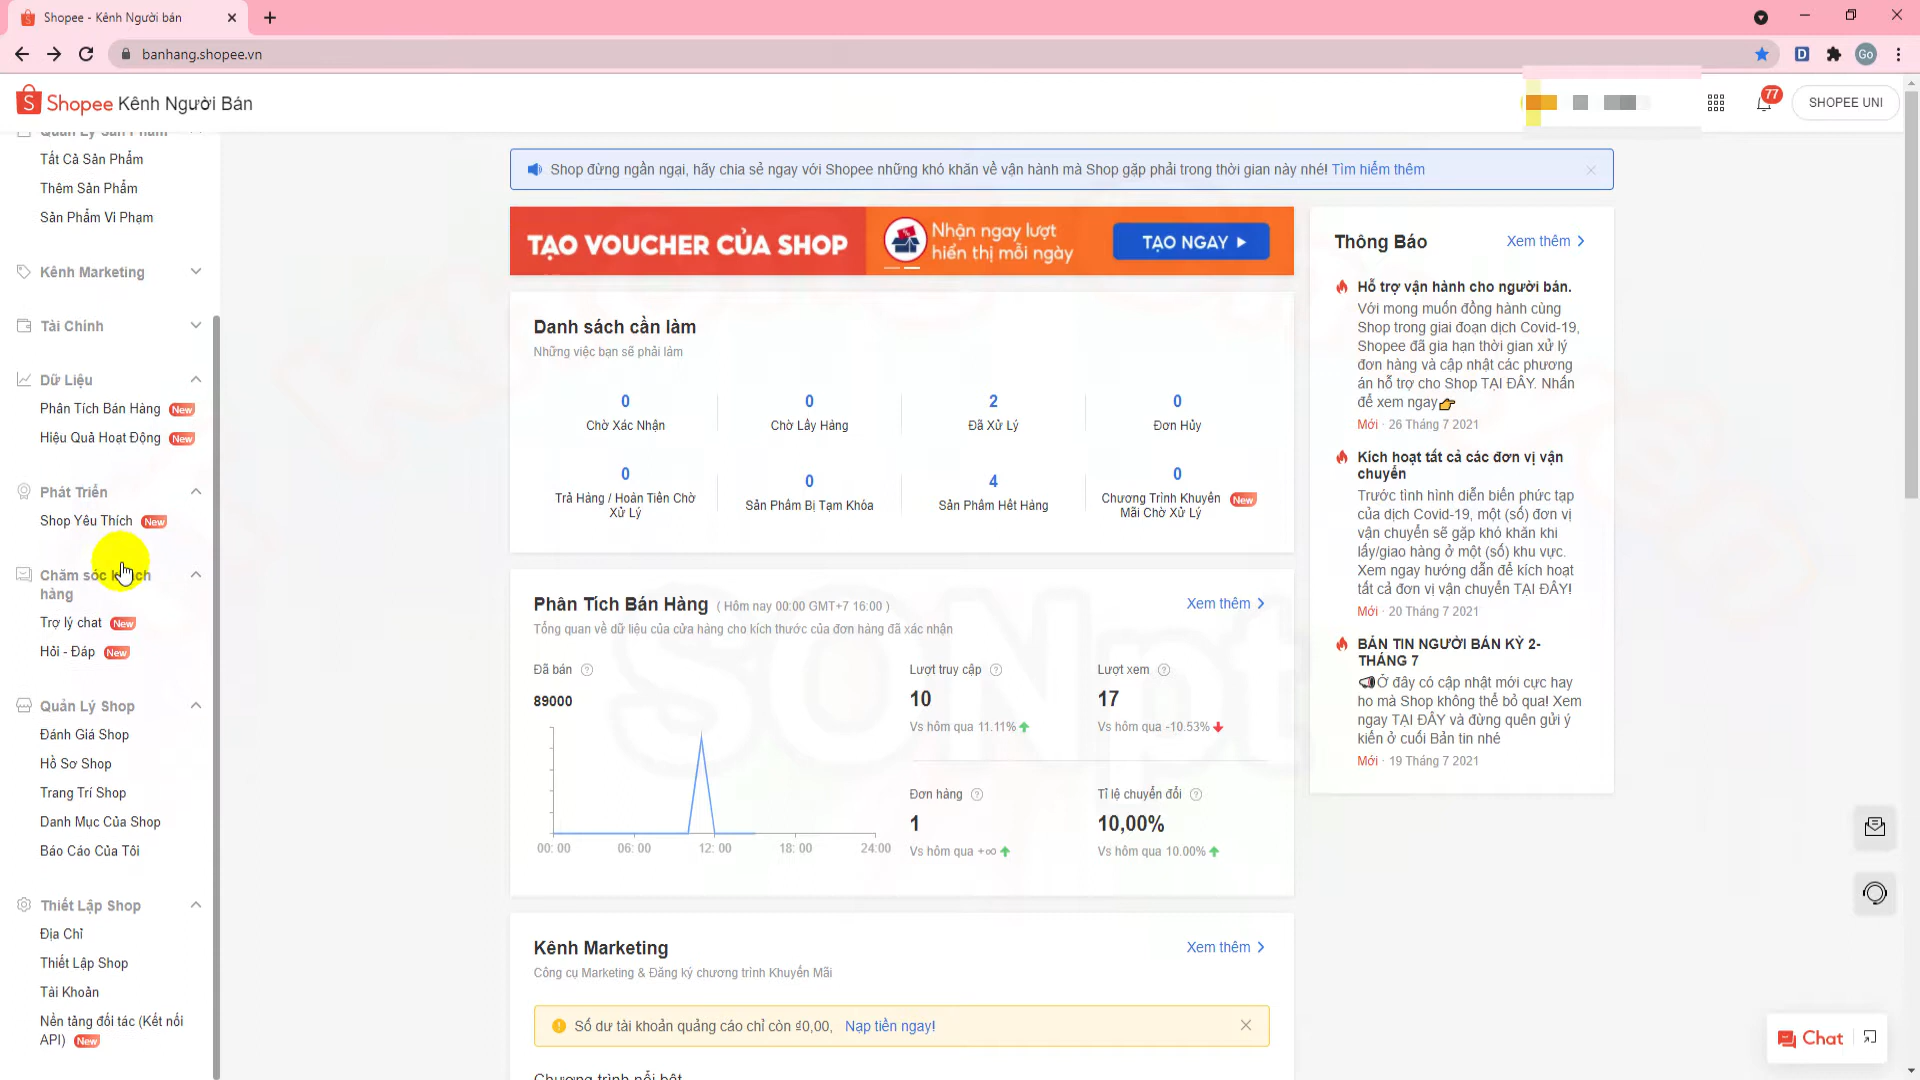 Shopee - Kênh Người bán
banhang.shopee.vn
Go
Shopee Kênh Người Bán
77
SHOPEE UNI
Quản Lý Sản Phẩm
Tất Cả Sản Phẩm
Thêm Sản Phẩm
Sản Phẩm Vi Phạm
Kênh Marketing
Tài Chính
Dữ Liệu
Phân Tích Bán Hàng New
Hiệu Quả Hoạt Động New
Phát Triển
Shop Yêu Thích New
Chăm sóc khách
hàng
Trợ lý chat New
Hỏi - Đáp New
Quản Lý Shop
Đánh Giá Shop
Hồ Sơ Shop
Trang Trí Shop
Danh Mục Của Shop
Báo Cáo Của Tôi
Thiết Lập Shop
Địa Chỉ
Thiết Lập Shop
Tài Khoản
Nền tảng đối tác (Kết nối
API) New
Shop đừng ngần ngại, hãy chia sẻ ngay với Shopee những khó khăn về vận hành mà Shop gặp phải trong thời gian này nhé! Tìm hiểm thêm
TẠO VOUCHER CỦA SHOP
Nhận ngay lượt
hiển thị mỗi ngày
TẠO NGAY
Danh sách cần làm
Những việc bạn sẽ phải làm
0
Chờ Xác Nhận
0
Chờ Lấy Hàng
2
Đã Xử Lý
0
Đơn Hủy
0
Trả Hàng / Hoàn Tiền Chờ
Xử Lý
0
Sản Phẩm Bị Tạm Khóa
4
Sản Phẩm Hết Hàng
0
Chương Trình Khuyến
Mãi Chờ Xử Lý
New
Phân Tích Bán Hàng ( Hôm nay 00:00 GMT+7 16:00 )
Xem thêm
Tổng quan về dữ liệu của cửa hàng cho kích thước của đơn hàng đã xác nhận
Đã bán
89000
00: 00
06: 00
12: 00
18: 00
24:00
Lượt truy cập
10
Vs hôm qua 11.11%
Lượt xem
17
Vs hôm qua -10.53%
Đơn hàng
1
Vs hôm qua +∞
Tỉ lệ chuyển đổi
10,00%
Vs hôm qua 10.00%
SONpt
Kênh Marketing
Xem thêm
Công cụ Marketing & Đăng ký chương trình Khuyến Mãi
Số dư tài khoản quảng cáo chỉ còn ₫0,00, Nạp tiền ngay!
Chương trình nổi bật
Thông Báo
Xem thêm
Hỗ trợ vận hành cho người bán.
Với mong muốn đồng hành cùng
Shop trong giai đoạn dịch Covid-19,
Shopee đã gia hạn thời gian xử lý
đơn hàng và cập nhật các phương
án hỗ trợ cho Shop TẠI ĐÂY. Nhấn
để xem ngay👉
Mới · 26 Tháng 7 2021
Kích hoạt tất cả các đơn vị vận
chuyển
Trước tình hình diễn biến phức tạp
của dịch Covid-19, một (số) đơn vị
vận chuyển sẽ gặp khó khăn khi
lấy/giao hàng ở một (số) khu vực.
Xem ngay hướng dẫn để kích hoạt
tất cả đơn vị vận chuyển TẠI ĐÂY!
Mới · 20 Tháng 7 2021
BẢN TIN NGƯỜI BÁN KỲ 2-
THÁNG 7
📢Ở đây có cập nhật mới cực hay
ho mà Shop không thể bỏ qua! Xem
ngay TẠI ĐÂY và đừng quên gửi ý
kiến ở cuối Bản tin nhé
Mới · 19 Tháng 7 2021
Chat